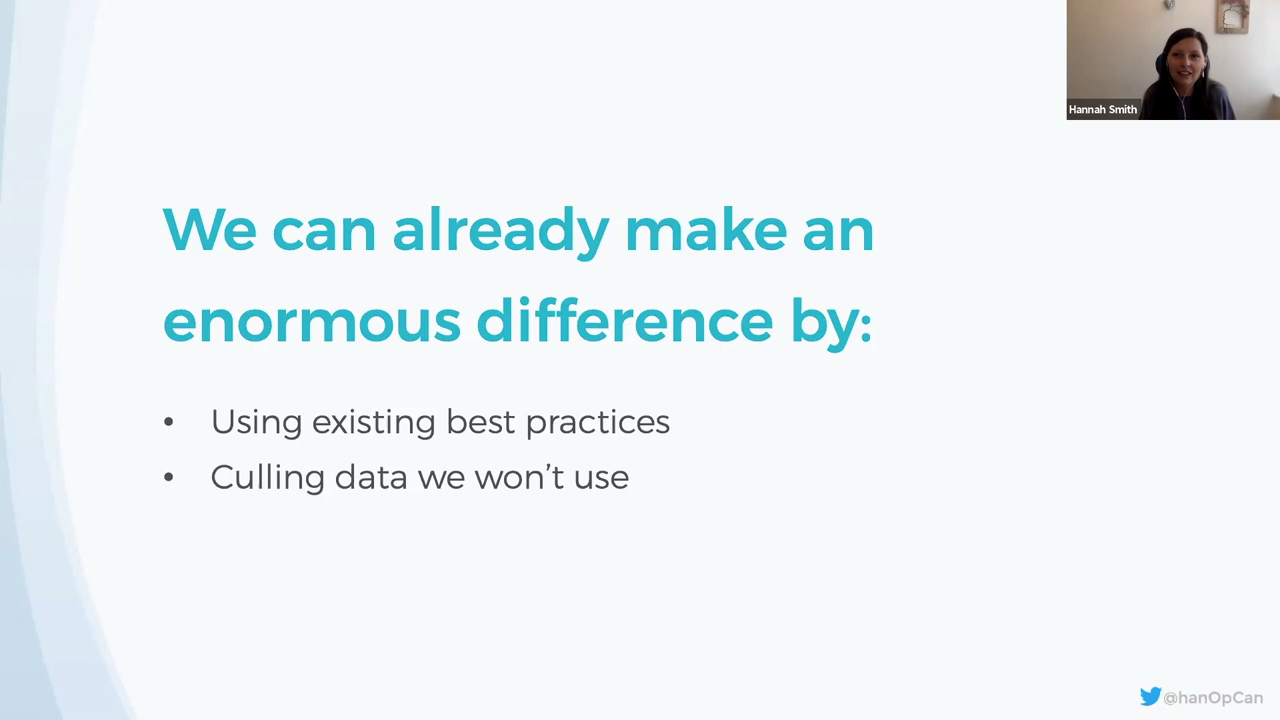 Hannah Smith
We can already make an
enormous difference by:
• Using existing best practices
• Culling data we won't use
@hanOpCan